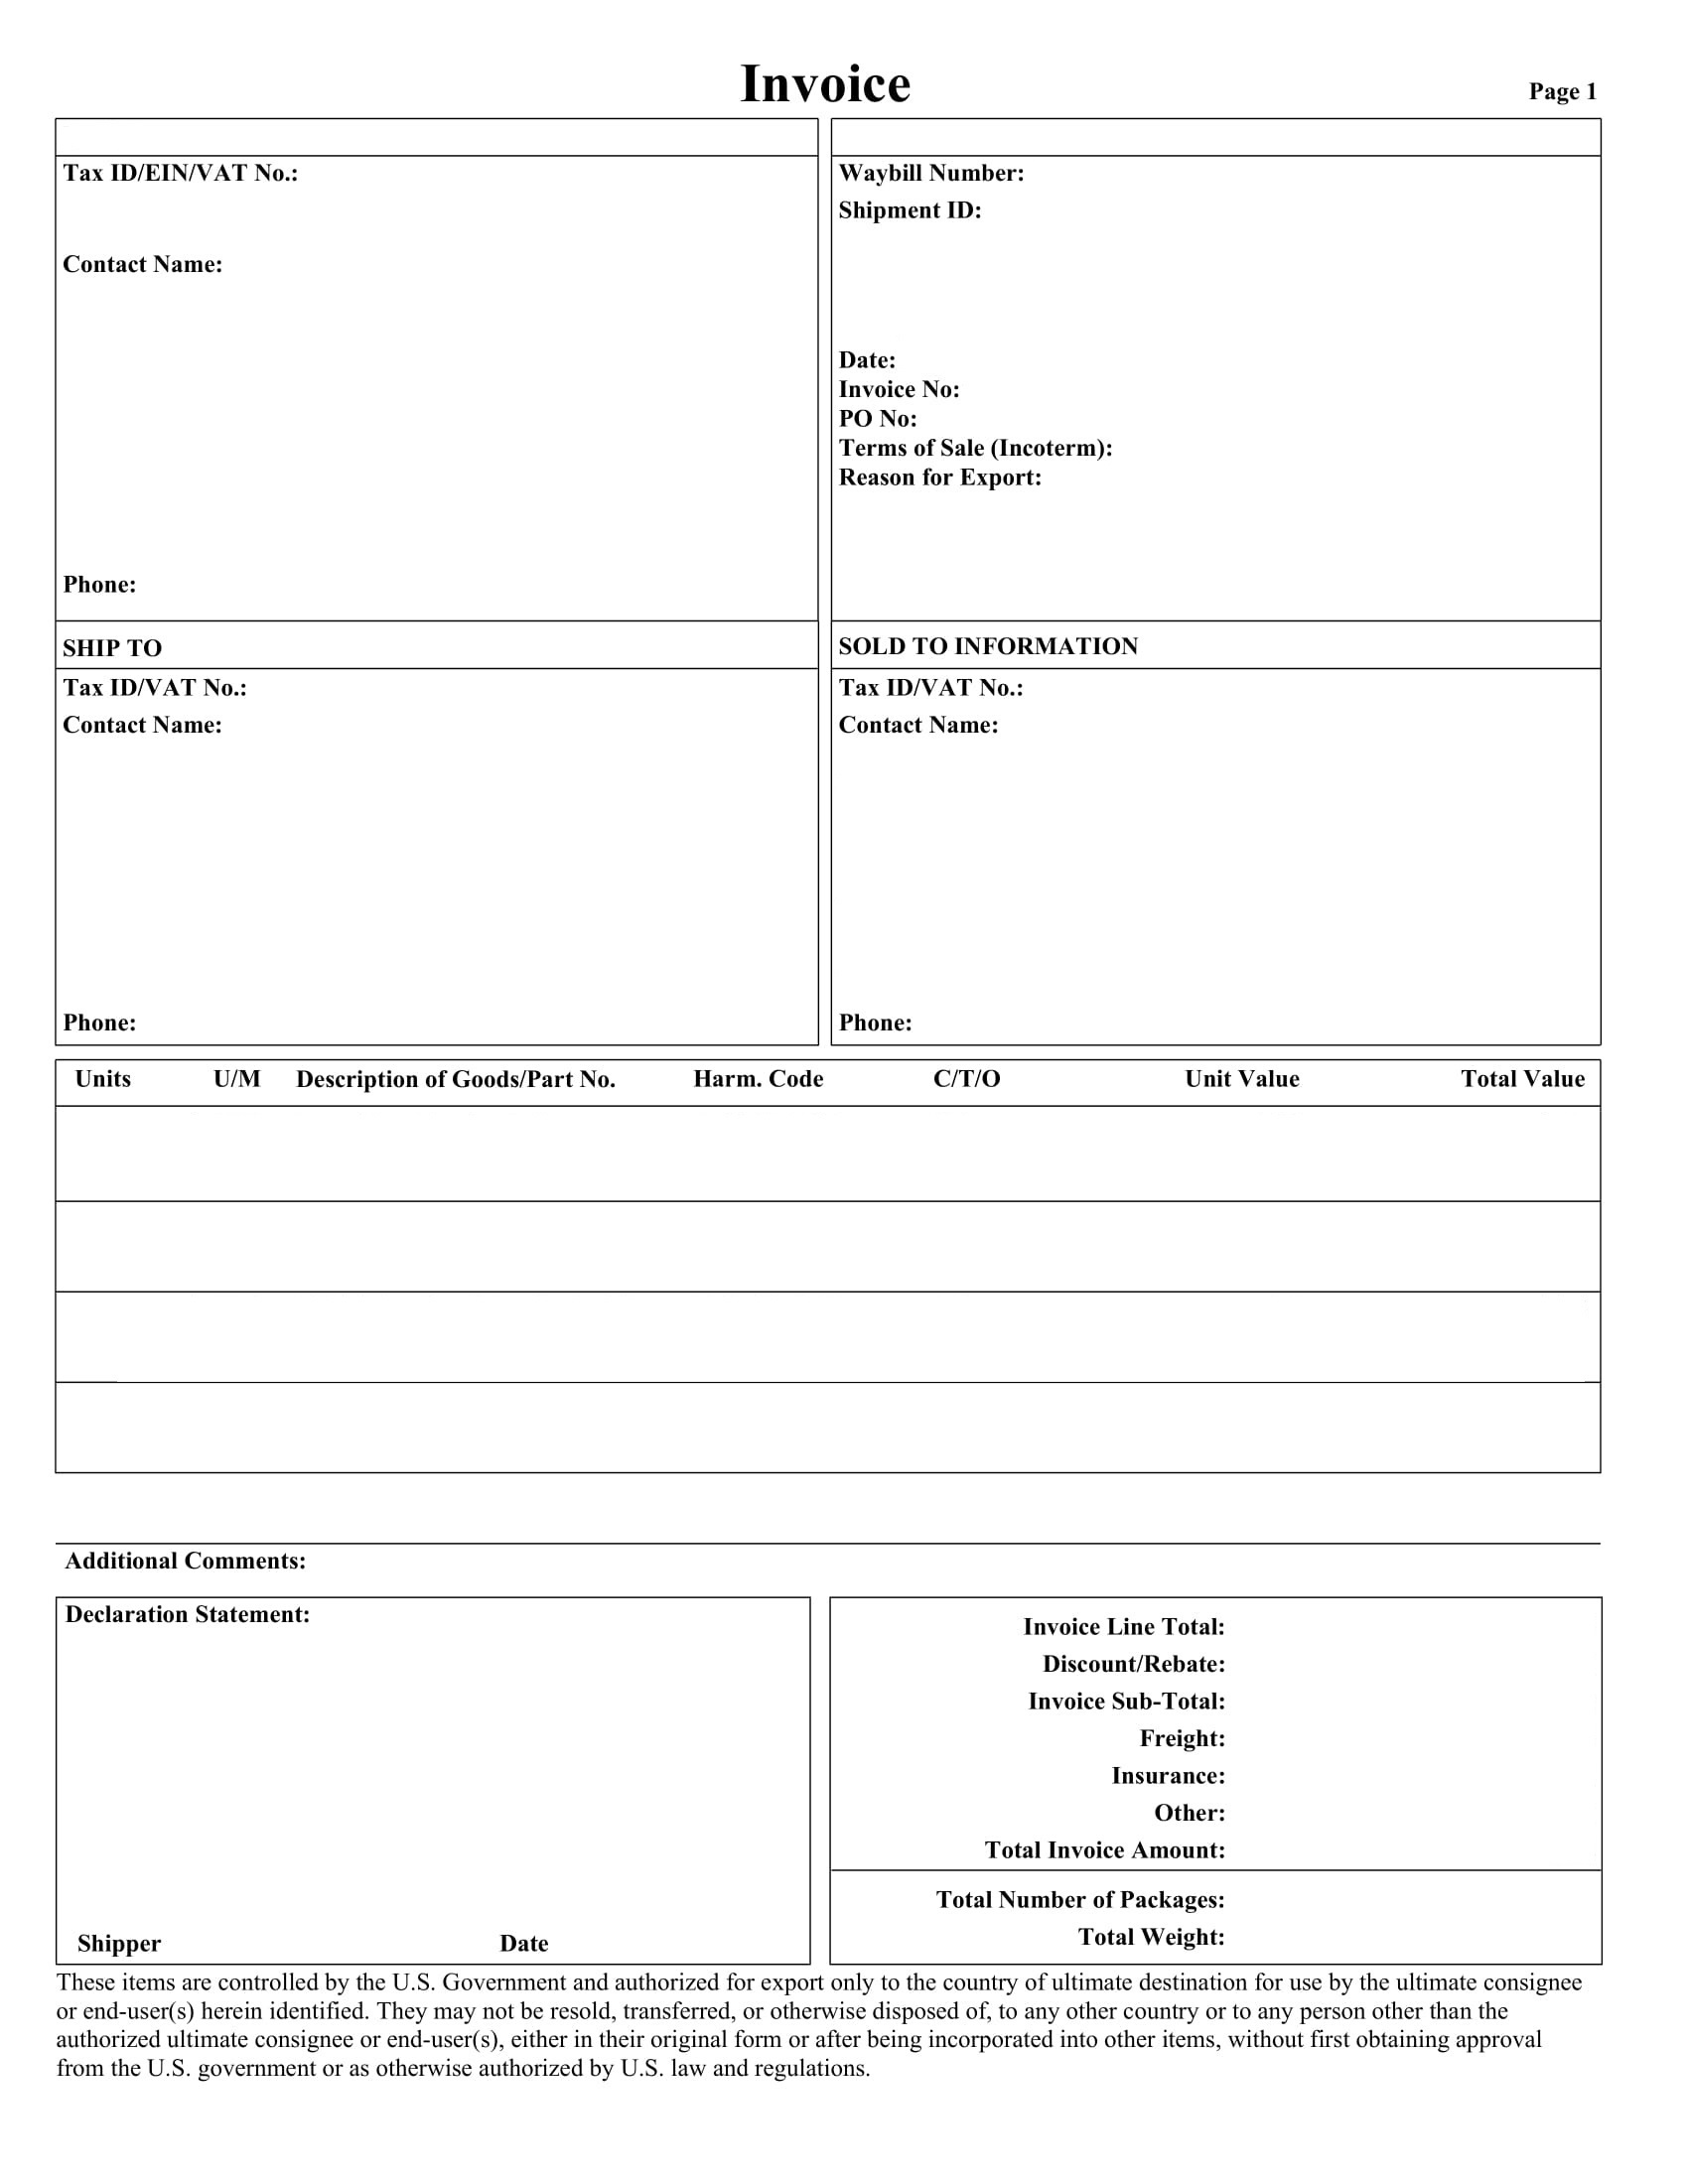 Invoice
Page 1
Tax ID/EIN/VAT No.:
Contact Name:
Phone:
Waybill Number:
Shipment ID:
Date:
Invoice No:
PO No:
Terms of Sale (Incoterm):
Reason for Export:
SHIP TO
Tax ID/VAT No.:
Contact Name:
Phone:
SOLD TO INFORMATION
Tax ID/VAT No.:
Contact Name:
Phone:
Units U/M Description of Goods/Part No. Harm. Code C/T/O Unit Value Total Value
Additional Comments:
Declaration Statement:
Shipper Date
Invoice Line Total:
Discount/Rebate:
Invoice Sub-Total:
Freight:
Insurance:
Other:
Total Invoice Amount:
Total Number of Packages:
Total Weight:
These items are controlled by the U.S. Government and authorized for export only to the country of ultimate destination for use by the ultimate consignee
or end-user(s) herein identified. They may not be resold, transferred, or otherwise disposed of, to any other country or to any person other than the
authorized ultimate consignee or end-user(s), either in their original form or after being incorporated into other items, without first obtaining approval
from the U.S. government or as otherwise authorized by U.S. law and regulations.